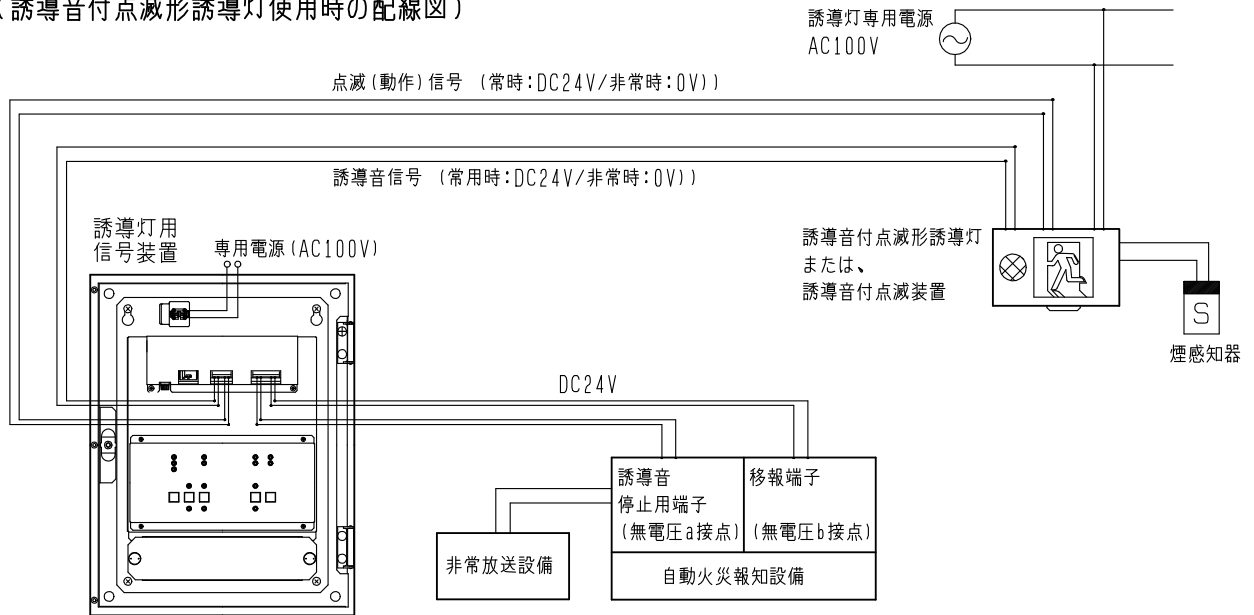 (誘導音付点滅形誘導灯使用時の配線図)
誘導灯専用電源
AC100V
点滅(動作)信号 (常時:DC24V/非常時:0V))
誘導音信号 (常用時:DC24V/非常時:0V))
誘導灯用
信号装置
専用電源(AC100V)
誘導音付点滅形誘導灯
または、
誘導音付点滅装置
S
煙感知器
DC24V
誘導音
停止用端子
(無電圧a接点)
移報端子
(無電圧b接点)
非常放送設備
自動火災報知設備